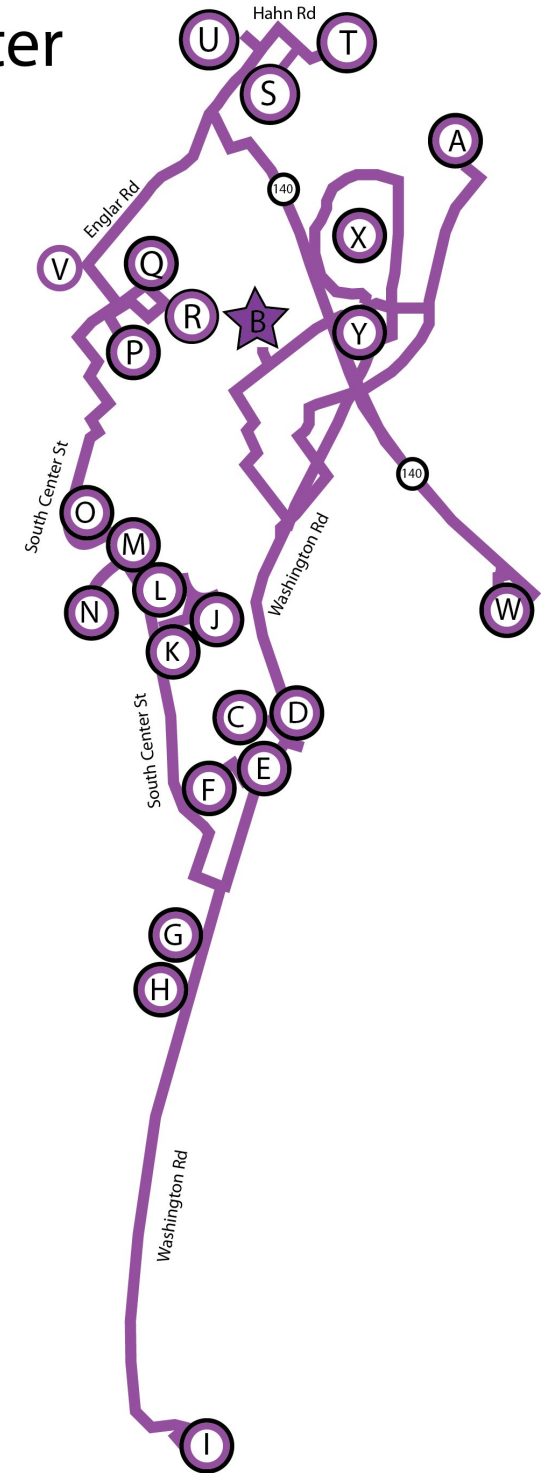 ter
Hahn Rd
U
T
S
A
140
Englar Rd
X
V
Q
R
B
Y
P
140
South Center St
O
M
Washington Rd
L
N
J
W
K
South Center St
C
D
E
F
G
H
Washington Rd
I